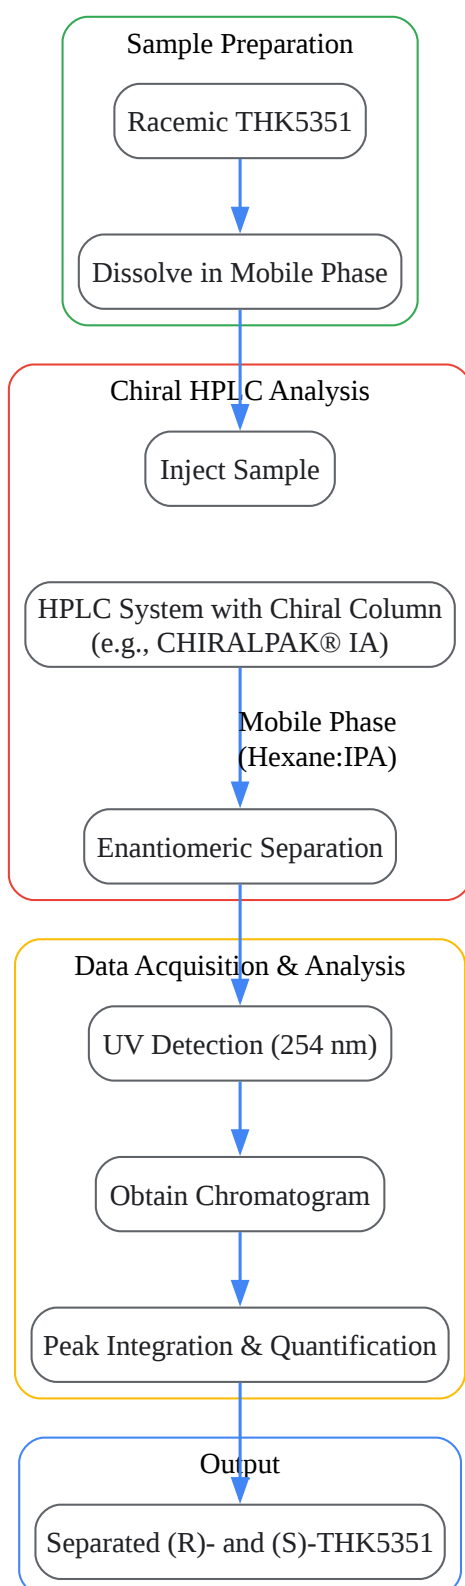 Sample Preparation
Racemic THK5351
Dissolve in Mobile Phase
Chiral HPLC Analysis
Inject Sample
HPLC System with Chiral Column
(e.g., CHIRALPAK® IA)
Mobile Phase
(Hexane:IPA)
Enantiomeric Separation
Data Acquisition & Analysis
UV Detection (254 nm)
Obtain Chromatogram
Peak Integration & Quantification
Output
Separated (R)- and (S)-THK5351